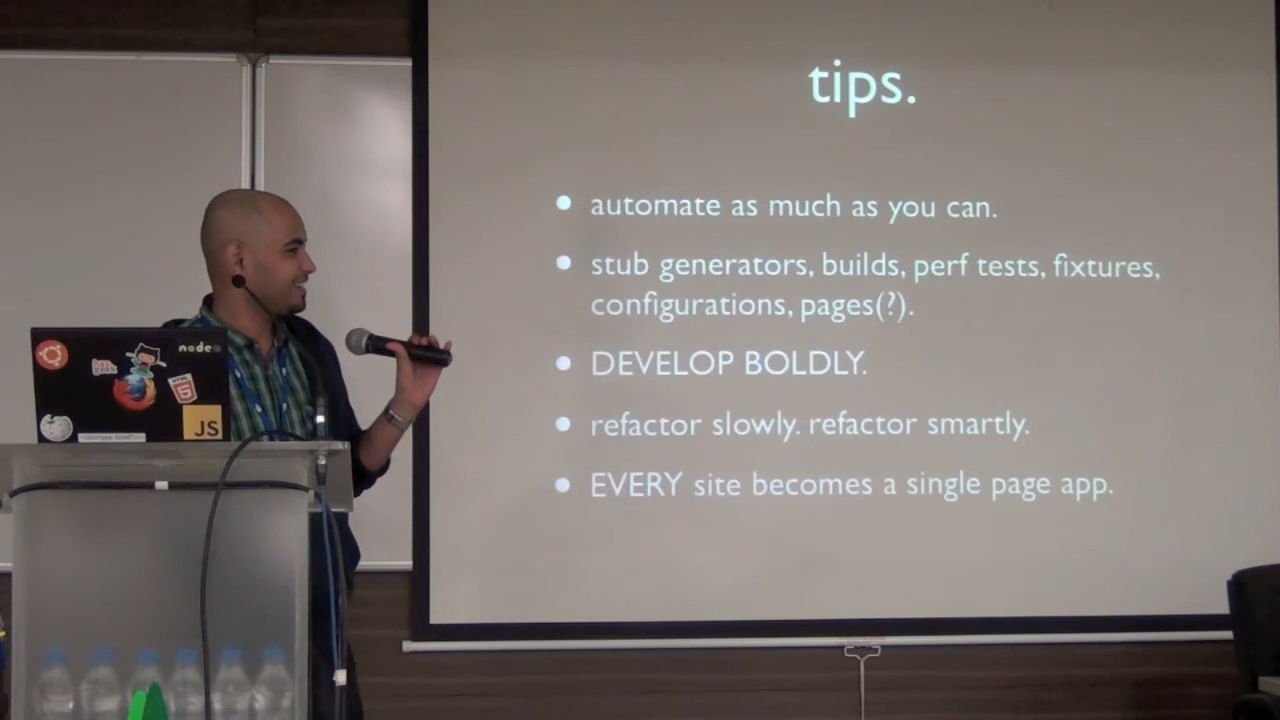 tips.
automate as much as you can.
stub generators, builds, perf tests, fixtures,
configurations, pages(?).
DEVELOP BOLDLY.
refactor slowly. refactor smartly.
EVERY site becomes a single page app.
node
HTML
5
JS